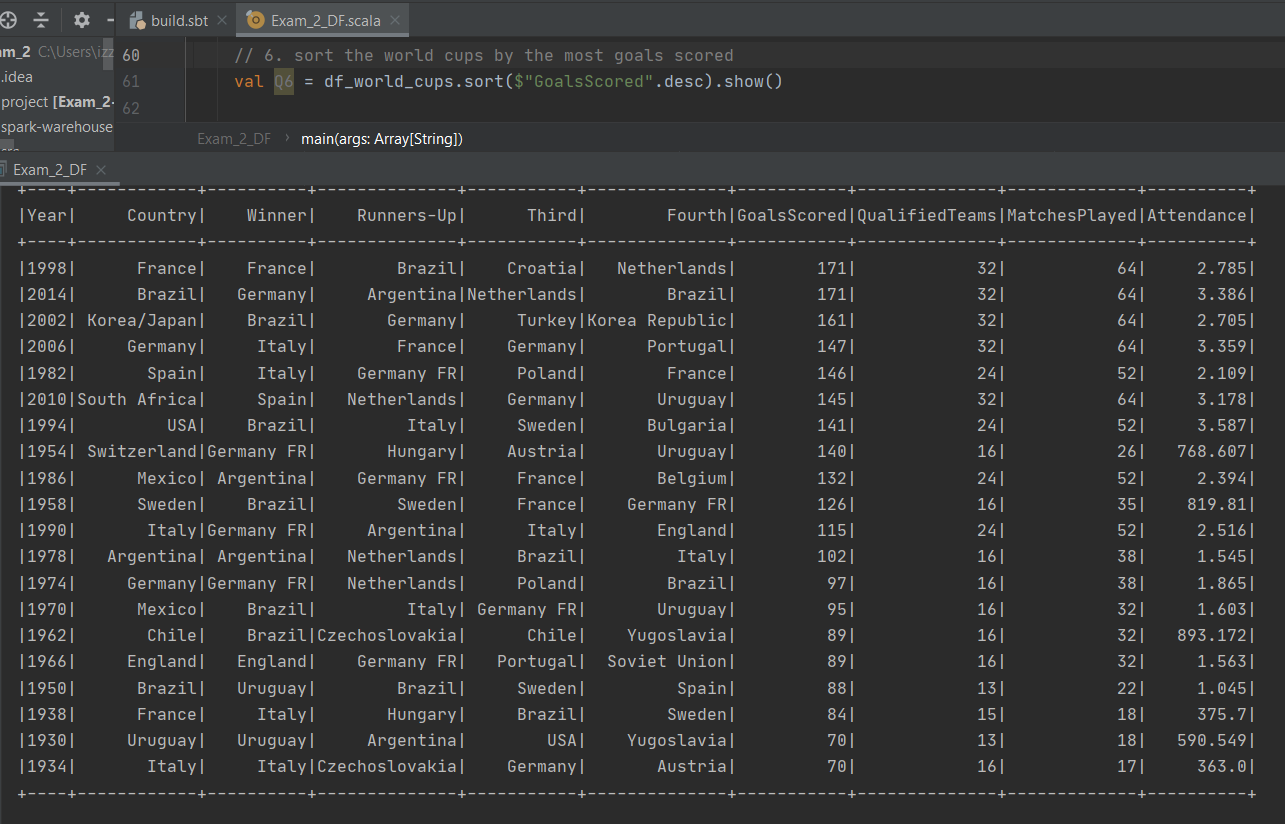 build.sbt Exam_2_DF.scala
am_2 C:\Users\izz
.idea
project [Exam_2-
spark-warehouse
60 // 6. sort the world cups by the most goals scored
61 val Q6 = df_world_cups.sort($"GoalsScored".desc).show()
62
Exam_2_DF › main(args: Array[String])
Exam_2_DF
+----+------------+----------+--------------+-----------+--------------+-----------+--------------+-------------+----------+
|Year|     Country|    Winner|    Runners-Up|      Third|        Fourth|GoalsScored|QualifiedTeams|MatchesPlayed|Attendance|
+----+------------+----------+--------------+-----------+--------------+-----------+--------------+-------------+----------+
|1998|      France|    France|        Brazil|    Croatia|   Netherlands|        171|            32|           64|     2.785|
|2014|      Brazil|   Germany|     Argentina|Netherlands|        Brazil|        171|            32|           64|     3.386|
|2002| Korea/Japan|    Brazil|       Germany|     Turkey|Korea Republic|        161|            32|           64|     2.705|
|2006|     Germany|     Italy|        France|    Germany|      Portugal|        147|            32|           64|     3.359|
|1982|       Spain|     Italy|    Germany FR|     Poland|        France|        146|            24|           52|     2.109|
|2010|South Africa|     Spain|   Netherlands|    Germany|       Uruguay|        145|            32|           64|     3.178|
|1994|         USA|    Brazil|         Italy|     Sweden|      Bulgaria|        141|            24|           52|     3.587|
|1954| Switzerland|Germany FR|       Hungary|    Austria|       Uruguay|        140|            16|           26|   768.607|
|1986|      Mexico| Argentina|    Germany FR|     France|       Belgium|        132|            24|           52|     2.394|
|1958|      Sweden|    Brazil|        Sweden|     France|    Germany FR|        126|            16|           35|    819.81|
|1990|       Italy|Germany FR|     Argentina|      Italy|       England|        115|            24|           52|     2.516|
|1978|   Argentina| Argentina|   Netherlands|     Brazil|         Italy|        102|            16|           38|     1.545|
|1974|     Germany|Germany FR|   Netherlands|     Poland|        Brazil|         97|            16|           38|     1.865|
|1970|      Mexico|    Brazil|         Italy| Germany FR|       Uruguay|         95|            16|           32|     1.603|
|1962|       Chile|    Brazil|Czechoslovakia|      Chile|    Yugoslavia|         89|            16|           32|   893.172|
|1966|     England|   England|    Germany FR|   Portugal|  Soviet Union|         89|            16|           32|     1.563|
|1950|      Brazil|   Uruguay|        Brazil|     Sweden|         Spain|         88|            13|           22|     1.045|
|1938|      France|     Italy|       Hungary|     Brazil|        Sweden|         84|            15|           18|     375.7|
|1930|     Uruguay|   Uruguay|     Argentina|        USA|    Yugoslavia|         70|            13|           18|   590.549|
|1934|       Italy|     Italy|Czechoslovakia|    Germany|       Austria|         70|            16|           17|     363.0|
+----+------------+----------+--------------+-----------+--------------+-----------+--------------+-------------+----------+